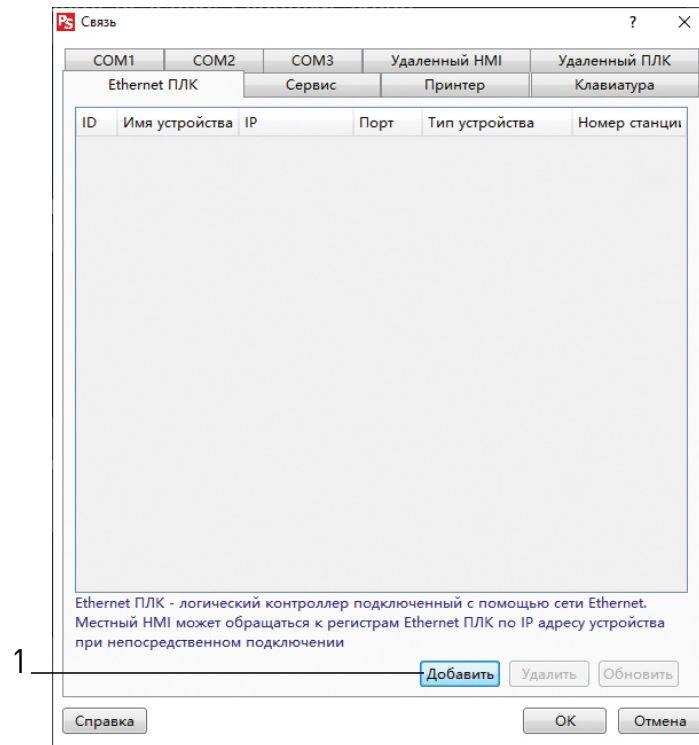 PS Связь ? ×
COM1 COM2 COM3 Удаленный HMI Удаленный ПЛК
Ethernet ПЛК Сервис Принтер Клавиатура
ID Имя устройства IP Порт Тип устройства Номер станции
Ethernet ПЛК - логический контроллер подключенный с помощью сети Ethernet.
Местный HMI может обращаться к регистрам Ethernet ПЛК по IP адресу устройства
при непосредственном подключении
1
Добавить Удалить Обновить
Справка OK Отмена